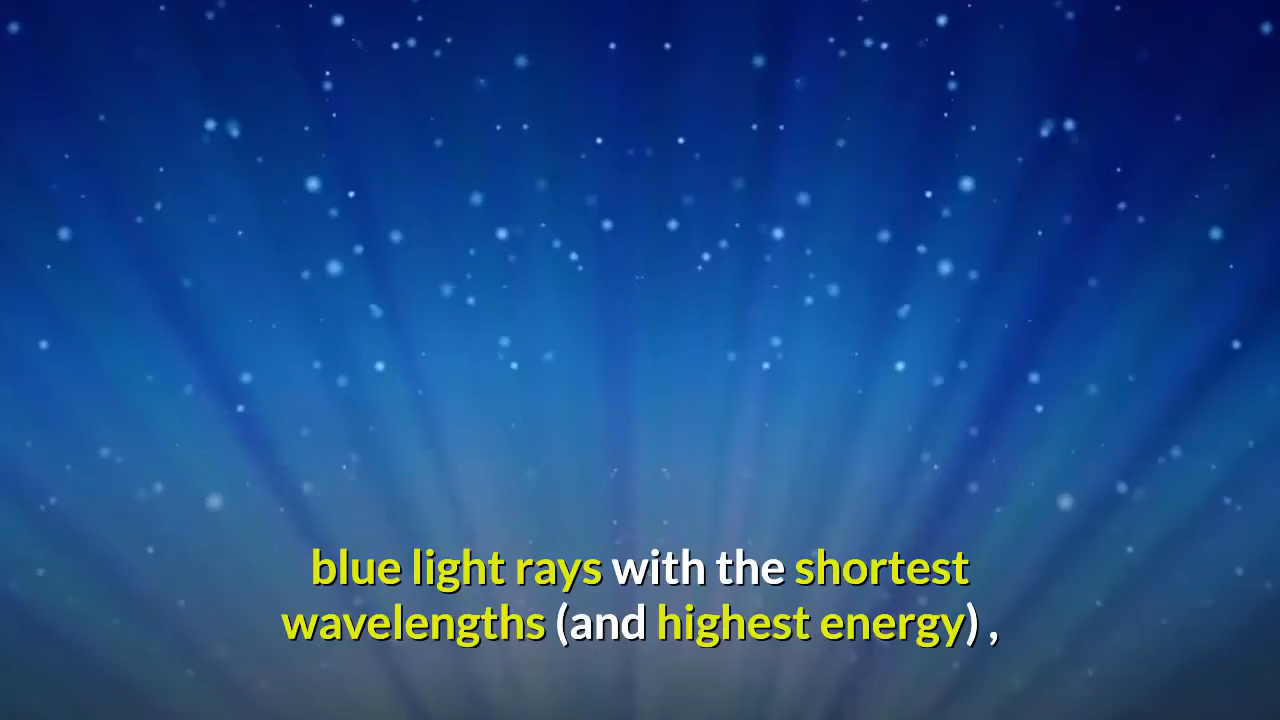 blue light rays with the shortest
wavelengths (and highest energy) ,